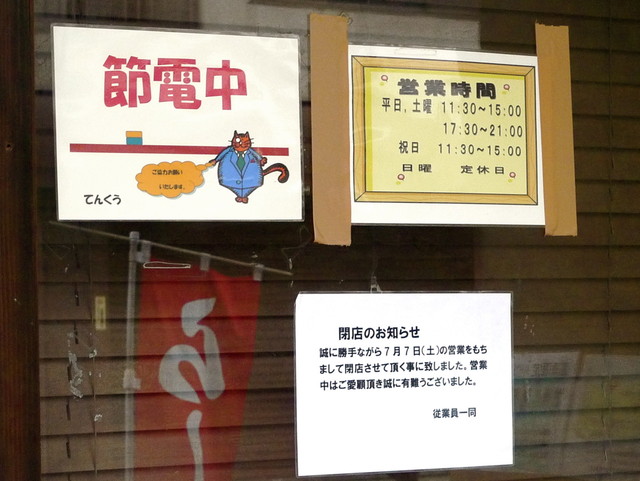 節電中
ご協力お願い
いたします。
てんくう
営業時間
平日,土曜 11:30～15:00
17:30～21:00
祝日 11:30～15:00
日曜 定休日
閉店のお知らせ
誠に勝手ながら7月7日(土)の営業をもち
まして閉店させて頂く事に致しました。営業
中はご愛顧頂き誠に有難うございました。
従業員一同